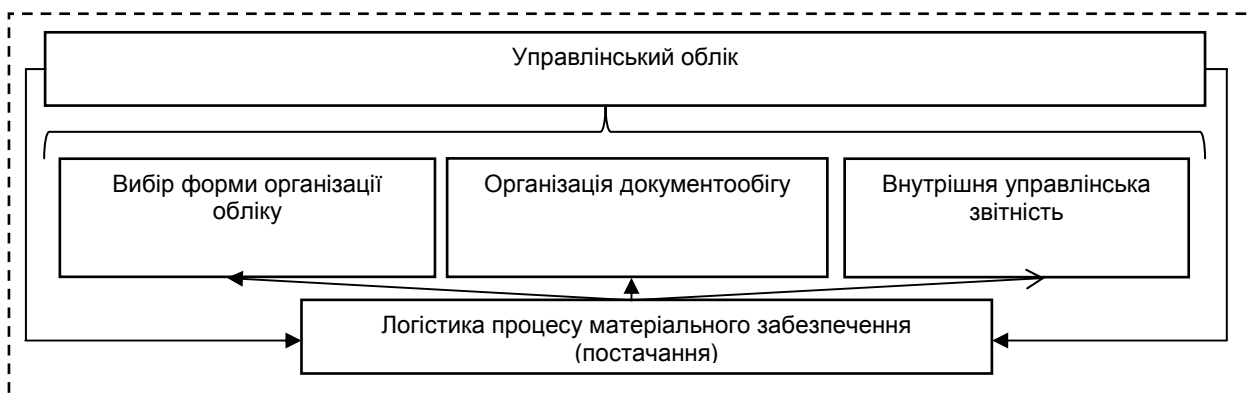 Управлінський облік
Вибір форми організації
обліку
Організація документообігу
Внутрішня управлінська
звітність
Логістика процесу матеріального забезпечення
(постачання)